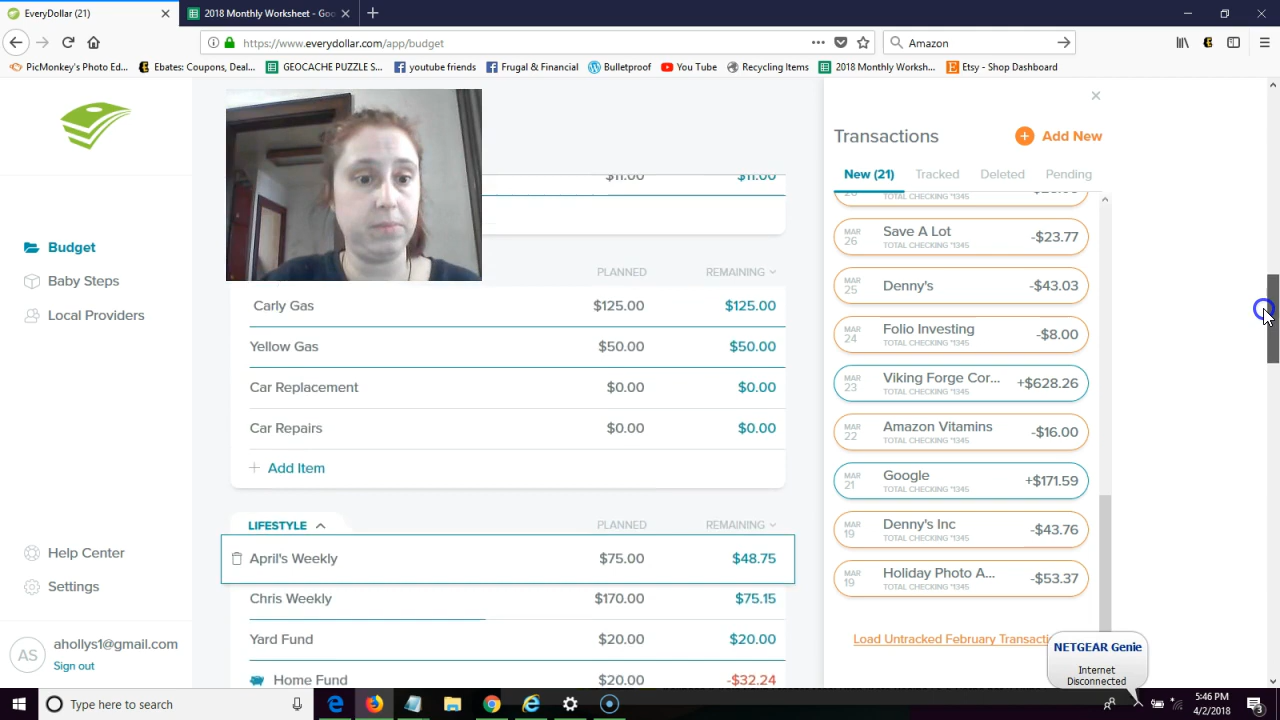 EveryDollar (21)
2018 Monthly Worksheet - Goo
https://www.everydollar.com/app/budget
Amazon
PicMonkey's Photo Ed...
Ebates: Coupons, Deal...
GEOCACHE PUZZLE S...
youtube friends
Frugal & Financial
Bulletproof
You Tube
Recycling Items
2018 Monthly Worksh...
Etsy - Shop Dashboard
Budget
Baby Steps
Local Providers
Help Center
Settings
AS
ahollys1@gmail.com
Sign out
$11.00 $11.00
PLANNED REMAINING
Carly Gas $125.00 $125.00
Yellow Gas $50.00 $50.00
Car Replacement $0.00 $0.00
Car Repairs $0.00 $0.00
+ Add Item
LIFESTYLE PLANNED REMAINING
April's Weekly $75.00 $48.75
Chris Weekly $170.00 $75.15
Yard Fund $20.00 $20.00
Home Fund $20.00 -$32.24
Transactions
+ Add New
New (21) Tracked Deleted Pending
TOTAL CHECKING *1345
MAR 26 Save A Lot -$23.77
TOTAL CHECKING *1345
MAR 25 Denny's -$43.03
MAR 24 Folio Investing -$8.00
TOTAL CHECKING *1345
MAR 23 Viking Forge Cor... +$628.26
TOTAL CHECKING *1345
MAR 22 Amazon Vitamins -$16.00
TOTAL CHECKING *1345
MAR 21 Google +$171.59
TOTAL CHECKING *1345
MAR 19 Denny's Inc -$43.76
TOTAL CHECKING *1345
MAR 19 Holiday Photo A... -$53.37
TOTAL CHECKING *1345
Load Untracked February Transacti
NETGEAR Genie
Internet
Disconnected
Type here to search
5:46 PM
4/2/2018
3